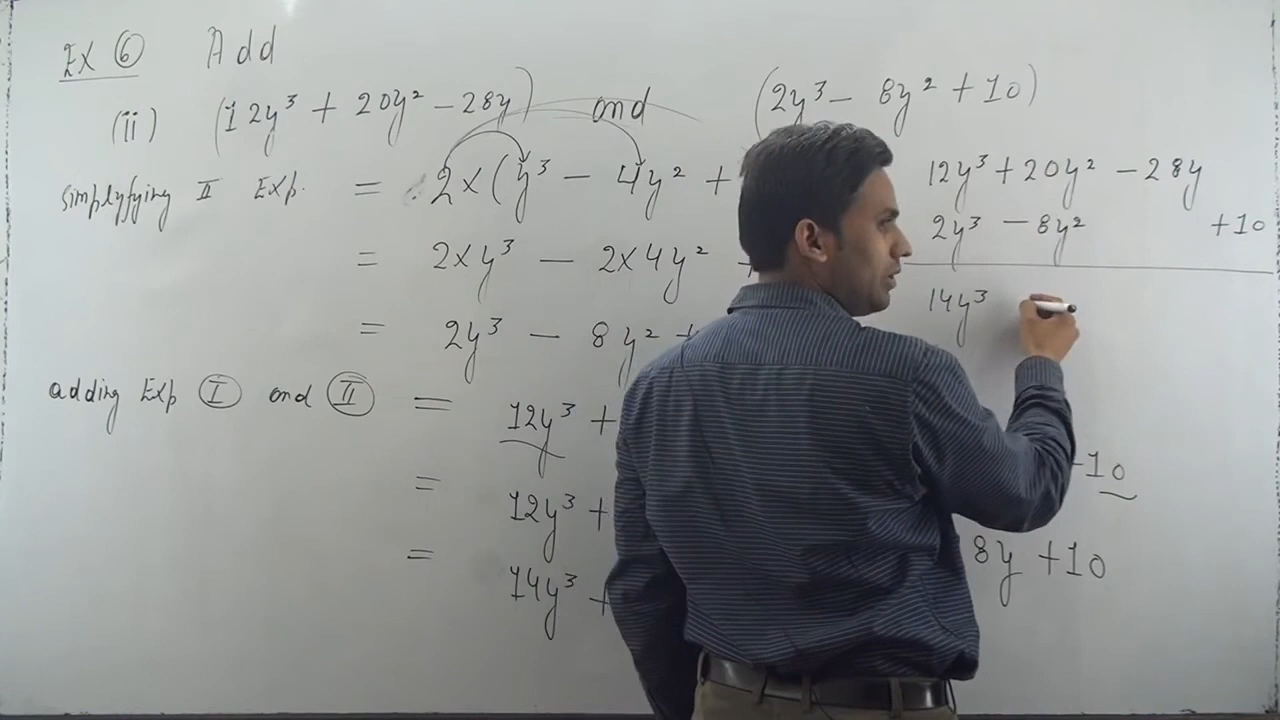 Ex 6 Add
(ii) (12y³ + 20y² - 28y) and (2y³ - 8y² + 10)
simplyfying II Exp. = 2×(y³ - 4y² +
= 2×y³ - 2×4y² +
= 2y³ - 8y² +
adding Exp I and II = 12y³ +
-10
= 12y³ +
= 14y³ +
8y +10
12y³ + 20y² - 28y
2y³ - 8y² +10
14y³